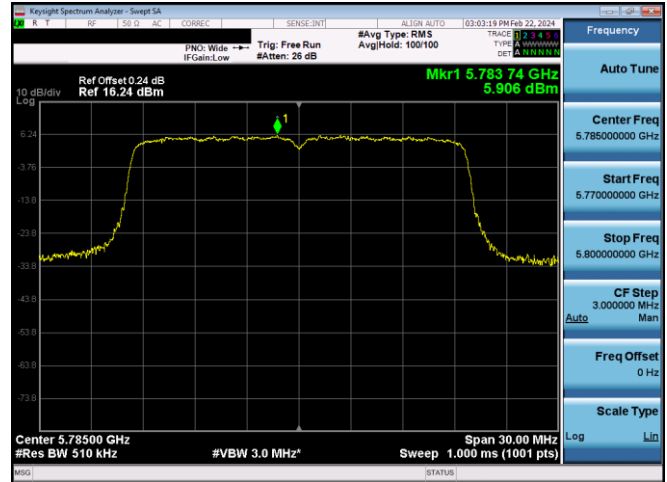 Keysight Spectrum Analyzer - Swept SA
LXI R T RF 50 Ω AC CORREC SENSE:INT ALIGN AUTO 03:03:19 PM Feb 22, 2024
PNO: Wide Trig: Free Run #Avg Type: RMS TRACE 1 2 3 4 5 6
IFGain:Low #Atten: 26 dB Avg|Hold: 100/100 TYPE A WWWWW
DET A N N N N N
Frequency
Auto Tune
Ref Offset 0.24 dB Mkr1 5.783 74 GHz
10 dB/div Ref 16.24 dBm 5.906 dBm
Log
1
6.24
-3.76
-13.8
-23.8
-33.8
-43.8
-53.8
-63.8
-73.8
Center 5.78500 GHz Span 30.00 MHz
#Res BW 510 kHz #VBW 3.0 MHz* Sweep 1.000 ms (1001 pts)
MSG STATUS
Center Freq
5.785000000 GHz
Start Freq
5.770000000 GHz
Stop Freq
5.800000000 GHz
CF Step
3.000000 MHz
Auto Man
Freq Offset
0 Hz
Scale Type
Log Lin